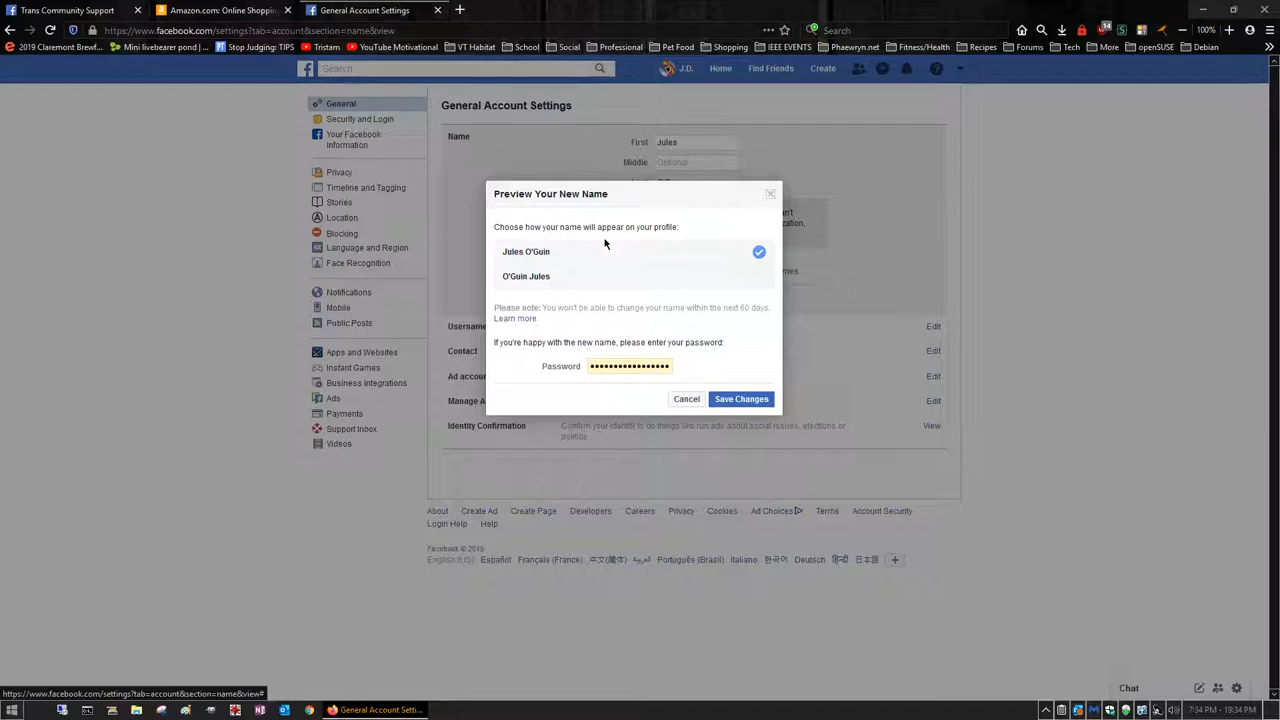 Trans Community Support
Amazon.com: Online Shoppin
General Account Settings
https://www.facebook.com/settings?tab=account&section=name&view
Search
100%
2019 Claremont Brewf...
Mini livebearer pond | ...
Stop Judging: TIPS
Tristam
YouTube Motivational
VT Habitat
School
Social
Professional
Pet Food
Shopping
iEEE EVENTS
Phaewryn.net
Fitness/Health
Recipes
Forums
Tech
More
openSUSE
Debian
Search
J.D.
Home
Find Friends
Create
General
Security and Login
Your Facebook
Information
Privacy
Timeline and Tagging
Stories
Location
Blocking
Language and Region
Face Recognition
Notifications
Mobile
Public Posts
Apps and Websites
Instant Games
Business Integrations
Ads
Payments
Support Inbox
Videos
General Account Settings
Name
First Jules
Middle Optional
Preview Your New Name
Choose how your name will appear on your profile:
Jules O'Guin
O'Guin Jules
Please note: You won't be able to change your name within the next 60 days.
Learn more.
If you're happy with the new name, please enter your password:
Password
Cancel
Save Changes
Username Edit
Contact Edit
Ad accou Edit
Manage A Edit
Identity Confirmation
Confirm your identity to do things like run ads about social issues, elections or
politics.
View
About Create Ad Create Page Developers Careers Privacy Cookies Ad Choices Terms Account Security
Login Help Help
Facebook © 2019
English (US) Español Français (France) 中文(简体) العربية Português (Brasil) Italiano 한국어 Deutsch हिन्दी 日本語
Chat
https://www.facebook.com/settings?tab=account&section=name&view#
General Account Setti...
7:34 PM - 19:34 PM